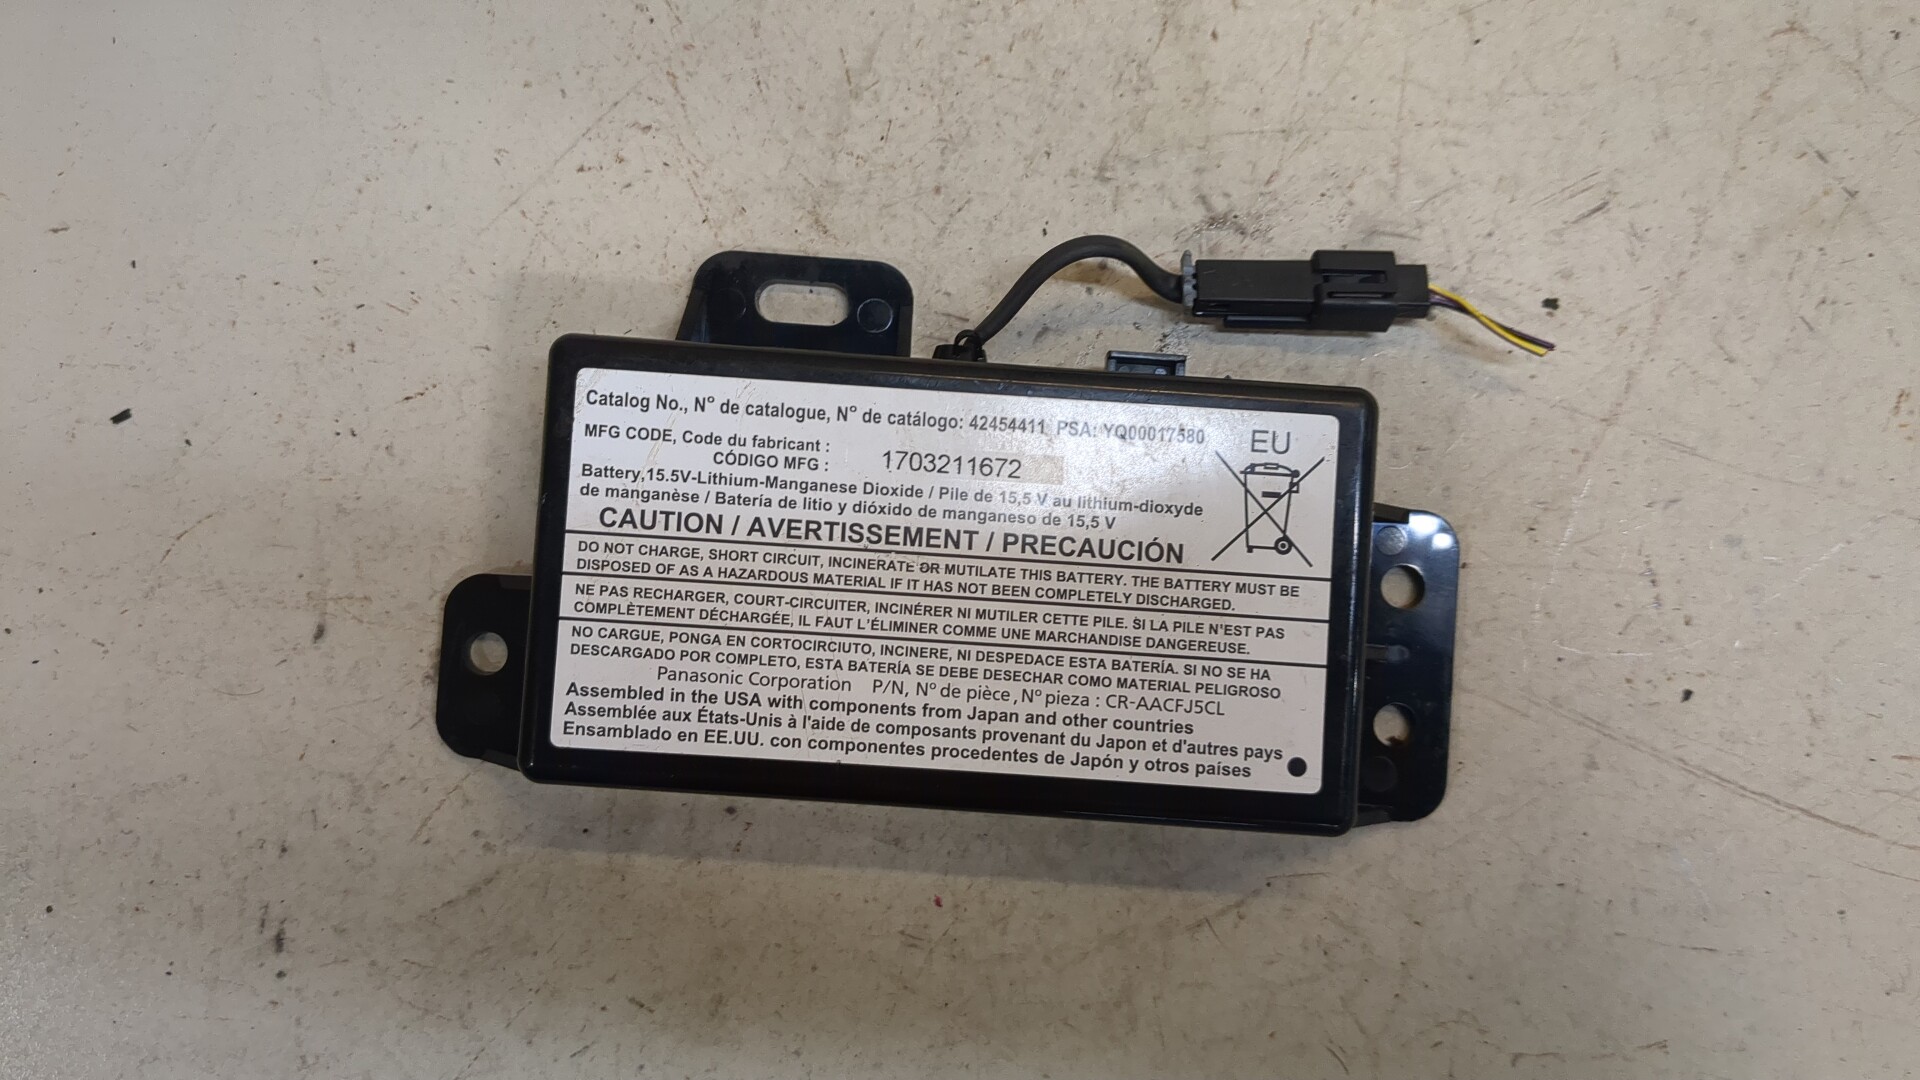 Catalog No., N° de catalogue, N° de catálogo: 42454411 PSA: YQ00017580
EU
MFG CODE, Code du fabricant :
CÓDIGO MFG : 1703211672
Battery,15.5V-Lithium-Manganese Dioxide / Pile de 15,5 V au lithium-dioxyde
de manganèse / Batería de litio y dióxido de manganeso de 15,5 V
CAUTION / AVERTISSEMENT / PRECAUCIÓN
DO NOT CHARGE, SHORT CIRCUIT, INCINERATE OR MUTILATE THIS BATTERY. THE BATTERY MUST BE
DISPOSED OF AS A HAZARDOUS MATERIAL IF IT HAS NOT BEEN COMPLETELY DISCHARGED.
NE PAS RECHARGER, COURT-CIRCUITER, INCINÉRER NI MUTILER CETTE PILE. SI LA PILE N'EST PAS
COMPLÈTEMENT DÉCHARGÉE, IL FAUT L'ÉLIMINER COMME UNE MARCHANDISE DANGEREUSE.
NO CARGUE, PONGA EN CORTOCIRCIUTO, INCINERE, NI DESPEDACE ESTA BATERÍA. SI NO SE HA
DESCARGADO POR COMPLETO, ESTA BATERÍA SE DEBE DESECHAR COMO MATERIAL PELIGROSO
Panasonic Corporation P/N, N° de pièce, N° pieza : CR-AACFJ5CL
Assembled in the USA with components from Japan and other countries
Assemblée aux États-Unis à l'aide de composants provenant du Japon et d'autres pays
Ensamblado en EE.UU. con componentes procedentes de Japón y otros países